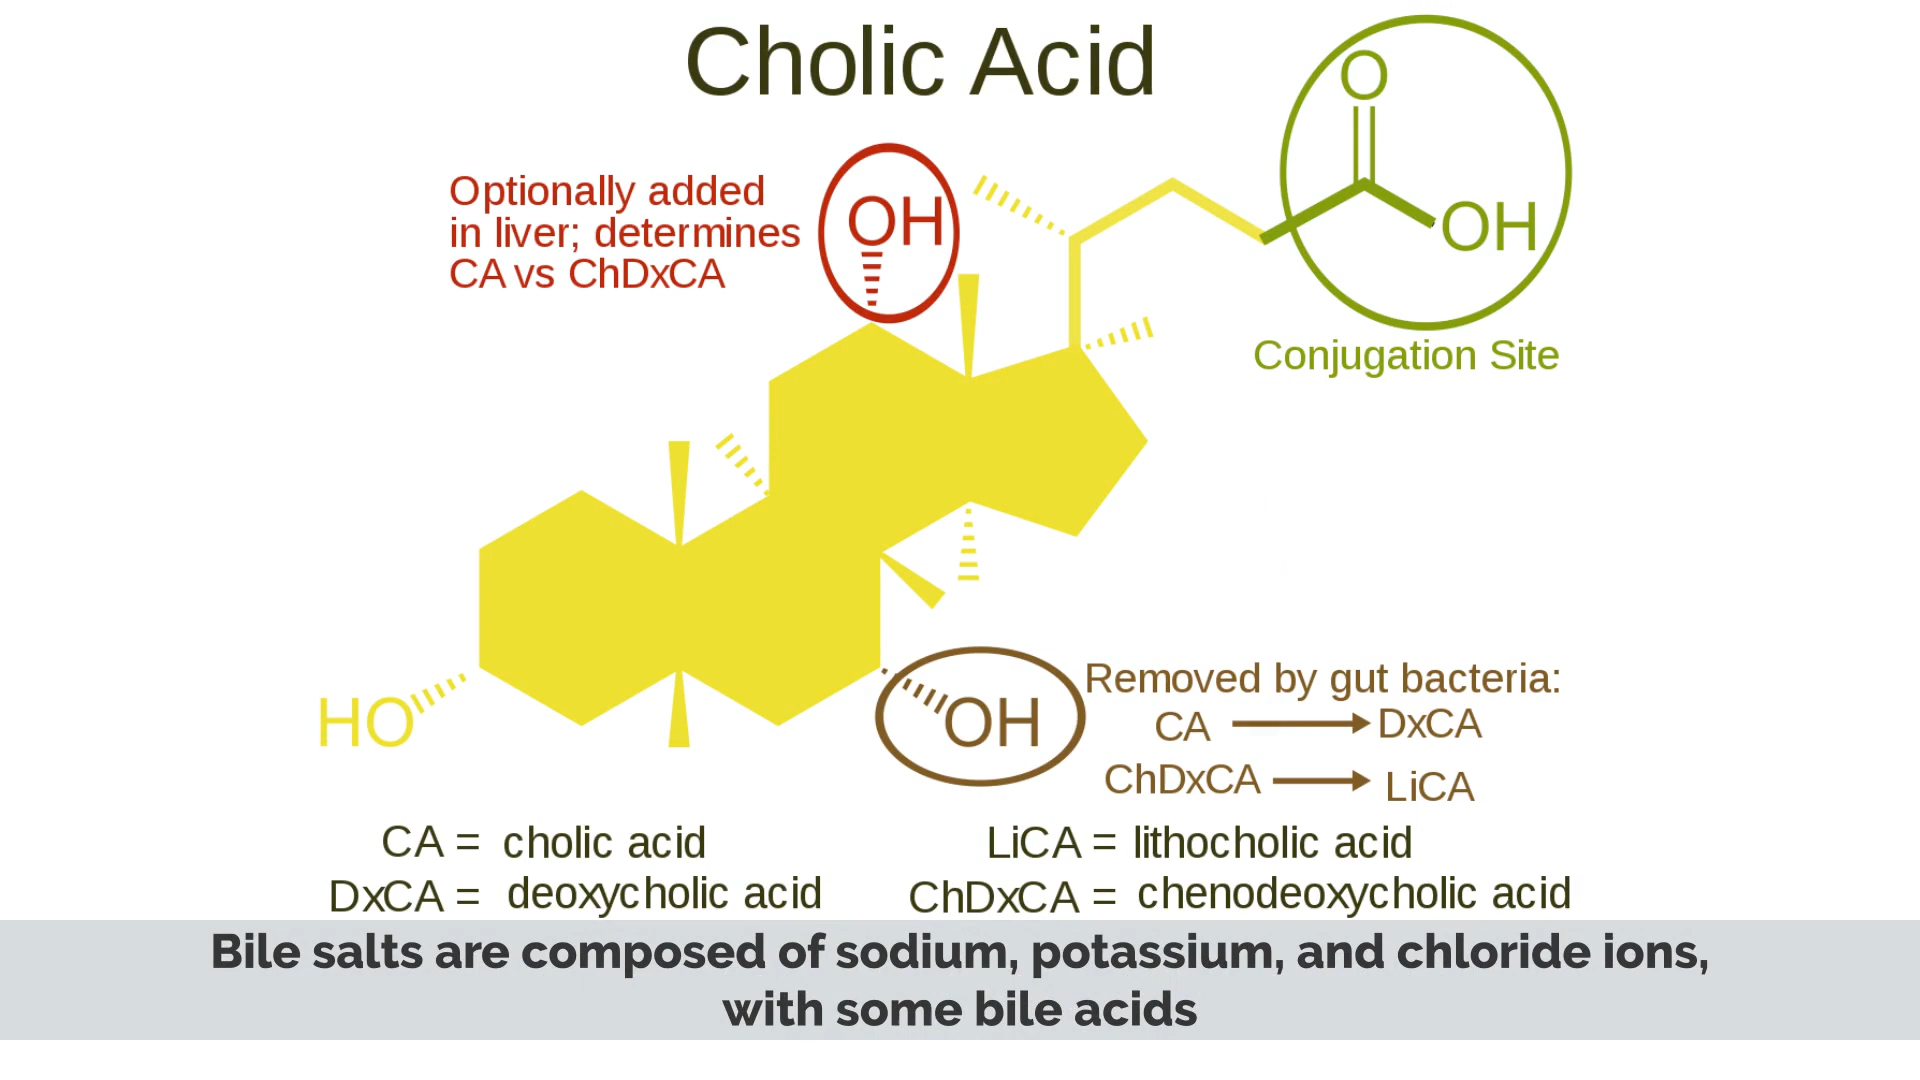 Cholic Acid
O
OH
Conjugation Site
Optionally added
in liver; determines
CA vs ChDxCA
OH
HO
OH
Removed by gut bacteria:
CA DxCA
ChDxCA LiCA
CA = cholic acid
DxCA = deoxycholic acid
LiCA = lithocholic acid
ChDxCA = chenodeoxycholic acid
Bile salts are composed of sodium, potassium, and chloride ions,
with some bile acids